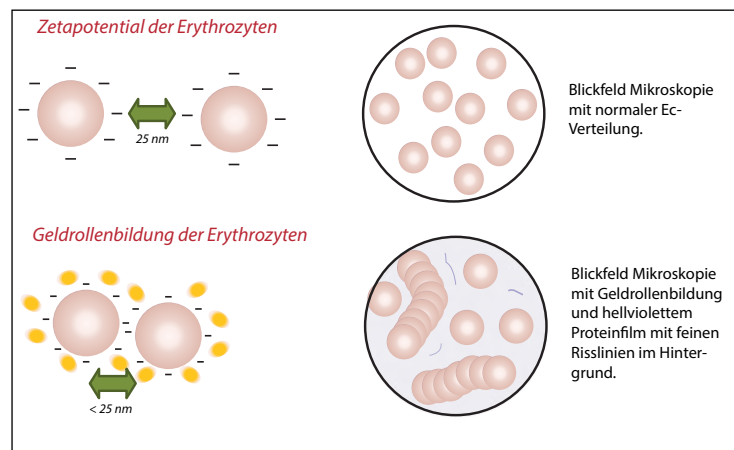 Zetapotential der Erythrozyten
25 nm
Blickfeld Mikroskopie
mit normaler Ec-
Verteilung.
Geldrollenbildung der Erythrozyten
< 25 nm
Blickfeld Mikroskopie
mit Geldrollenbildung
und hellviolettem
Proteinfilm mit feinen
Risslinien im Hinter-
grund.